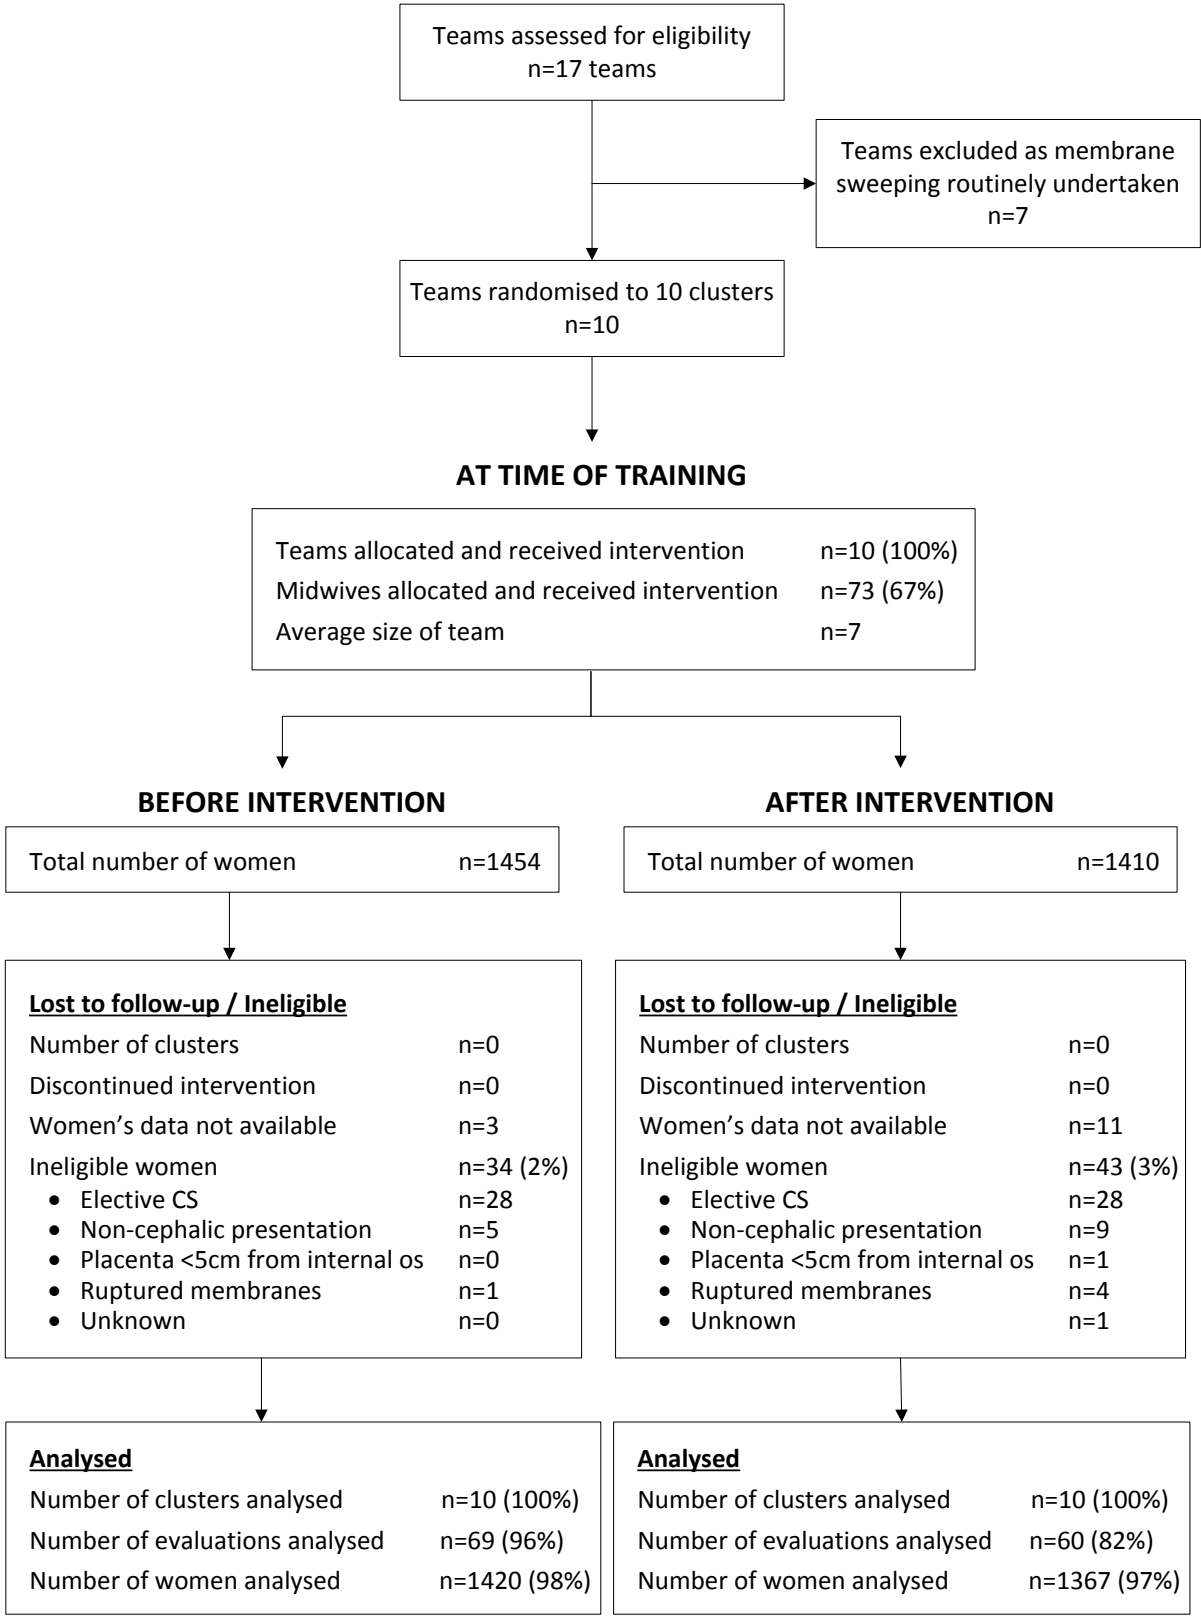 Teams assessed for eligibility
n=17 teams
Teams excluded as membrane
sweeping routinely undertaken
n=7
Teams randomised to 10 clusters
n=10
AT TIME OF TRAINING
Teams allocated and received intervention n=10 (100%)
Midwives allocated and received intervention n=73 (67%)
Average size of team n=7
BEFORE INTERVENTION
Total number of women n=1454
Lost to follow-up / Ineligible
Number of clusters n=0
Discontinued intervention n=0
Women’s data not available n=3
Ineligible women n=34 (2%)
• Elective CS n=28
• Non-cephalic presentation n=5
• Placenta <5cm from internal os n=0
• Ruptured membranes n=1
• Unknown n=0
Analysed
Number of clusters analysed n=10 (100%)
Number of evaluations analysed n=69 (96%)
Number of women analysed n=1420 (98%)
AFTER INTERVENTION
Total number of women n=1410
Lost to follow-up / Ineligible
Number of clusters n=0
Discontinued intervention n=0
Women’s data not available n=11
Ineligible women n=43 (3%)
• Elective CS n=28
• Non-cephalic presentation n=9
• Placenta <5cm from internal os n=1
• Ruptured membranes n=4
• Unknown n=1
Analysed
Number of clusters analysed n=10 (100%)
Number of evaluations analysed n=60 (82%)
Number of women analysed n=1367 (97%)